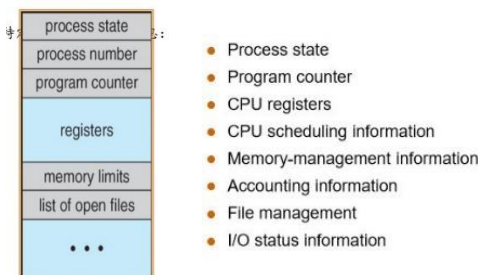 process state
process number
program counter
registers
memory limits
list of open files
• • •
• Process state
• Program counter
• CPU registers
• CPU scheduling information
• Memory-management information
• Accounting information
• File management
• I/O status information